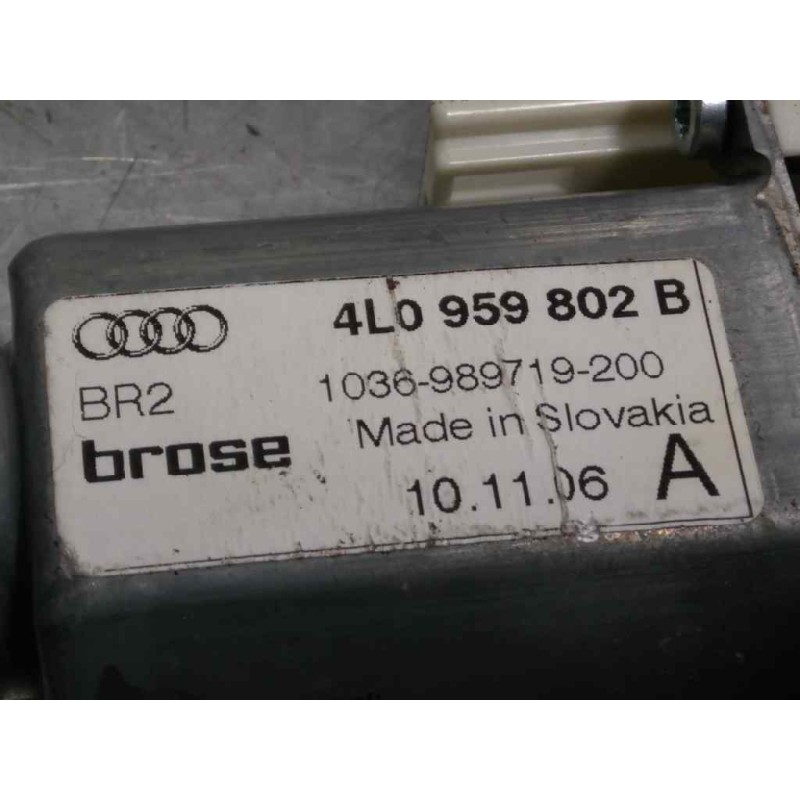 4L0 959 802 B
BR2
1036-989719-200
brose
Made in Slovakia
10.11.06
A